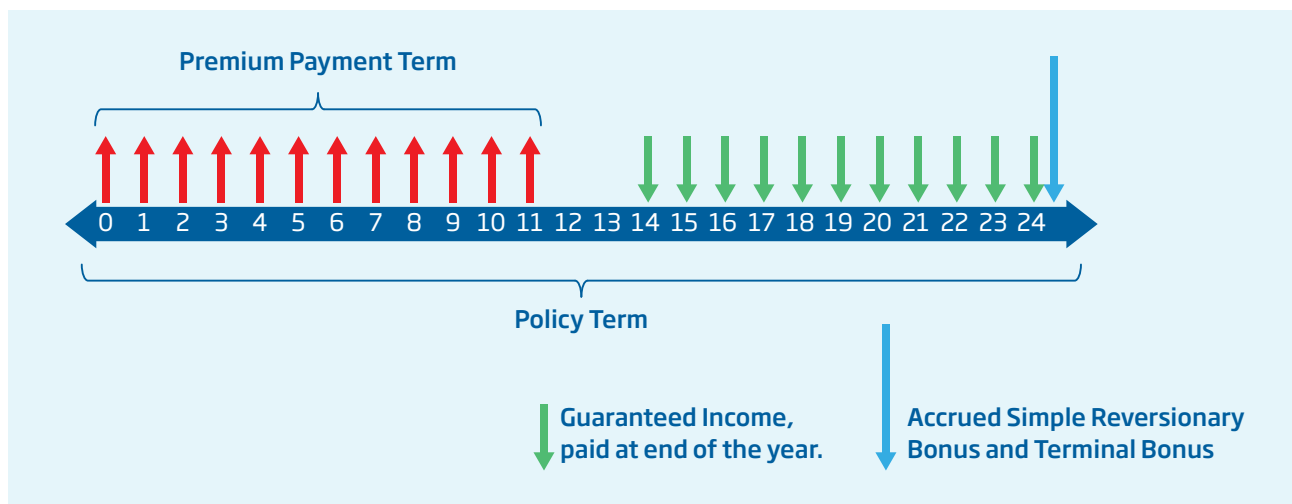 Premium Payment Term
0 1 2 3 4 5 6 7 8 9 10 11 12 13 14 15 16 17 18 19 20 21 22 23 24
Policy Term
Guaranteed Income,
paid at end of the year.
Accrued Simple Reversionary
Bonus and Terminal Bonus